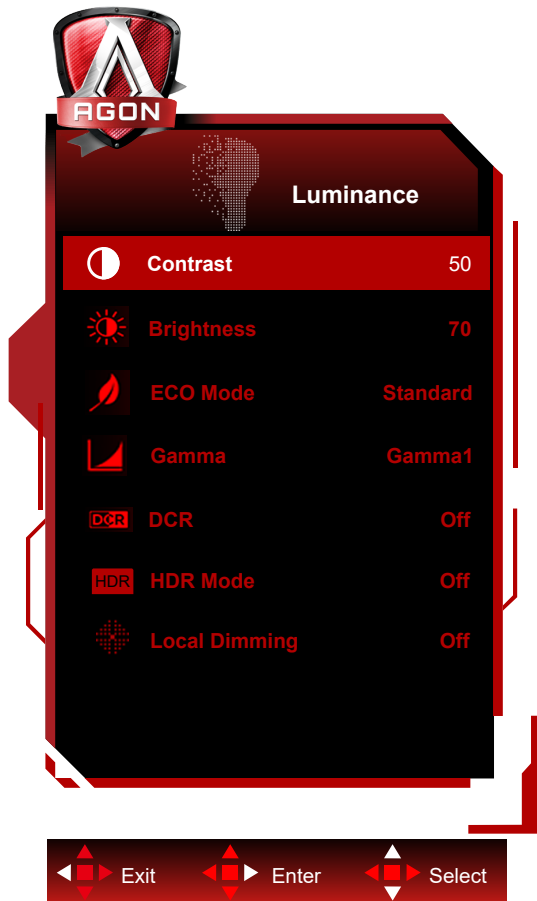 AGON
Luminance
Contrast 50
Brightness 70
ECO Mode Standard
Gamma Gamma1
DCR DCR Off
HDR HDR Mode Off
Local Dimming Off
Exit Enter Select